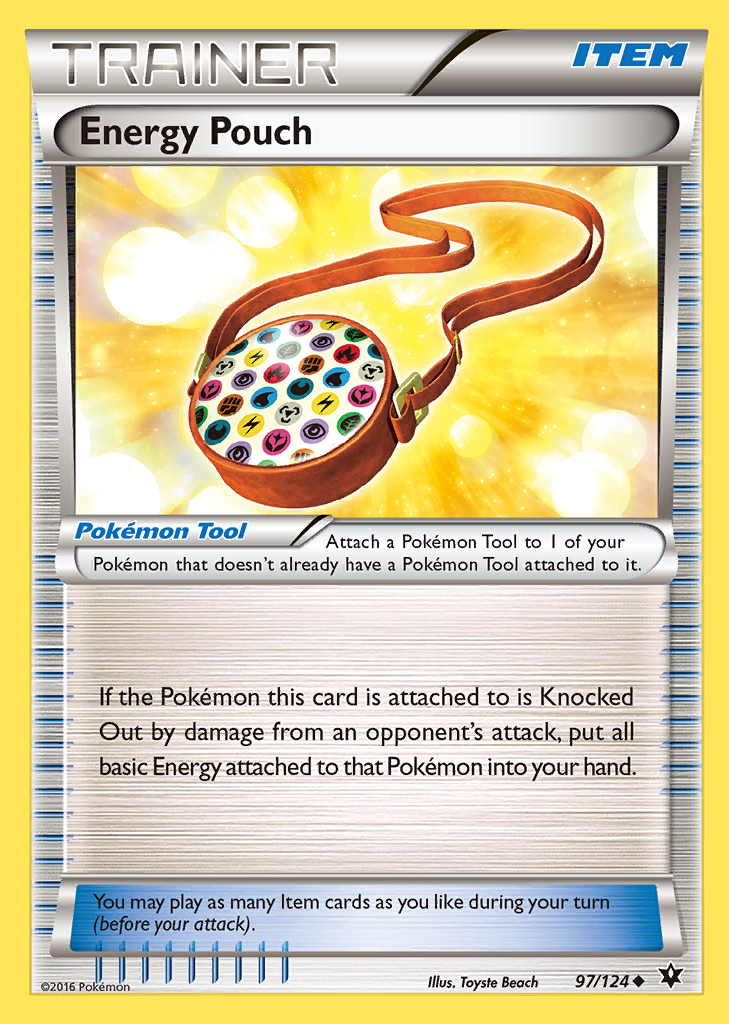 TRAINER
ITEM
Energy Pouch
Pokémon Tool
Attach a Pokémon Tool to 1 of your
Pokémon that doesn't already have a Pokémon Tool attached to it.
If the Pokémon this card is attached to is Knocked
Out by damage from an opponent's attack, put all
basic Energy attached to that Pokémon into your hand.
You may play as many Item cards as you like during your turn
(before your attack).
©2016 Pokémon
Illus. Toyste Beach
97/124